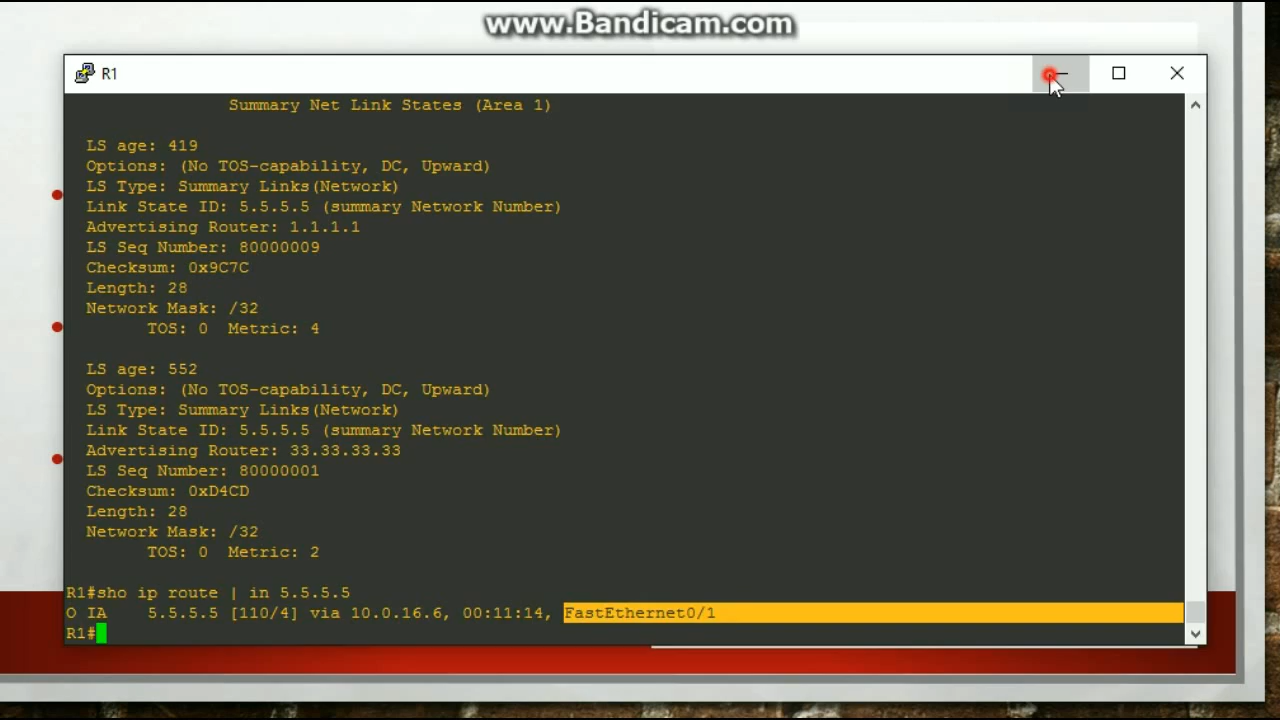 www.Bandicam.com
R1
Summary Net Link States (Area 1)
LS age: 419
Options: (No TOS-capability, DC, Upward)
LS Type: Summary Links(Network)
Link State ID: 5.5.5.5 (summary Network Number)
Advertising Router: 1.1.1.1
LS Seq Number: 80000009
Checksum: 0x9C7C
Length: 28
Network Mask: /32
TOS: 0 Metric: 4
LS age: 552
Options: (No TOS-capability, DC, Upward)
LS Type: Summary Links(Network)
Link State ID: 5.5.5.5 (summary Network Number)
Advertising Router: 33.33.33.33
LS Seq Number: 80000001
Checksum: 0xD4CD
Length: 28
Network Mask: /32
TOS: 0 Metric: 2
R1#sho ip route | in 5.5.5.5
O IA 5.5.5.5 [110/4] via 10.0.16.6, 00:11:14, FastEthernet0/1
R1#